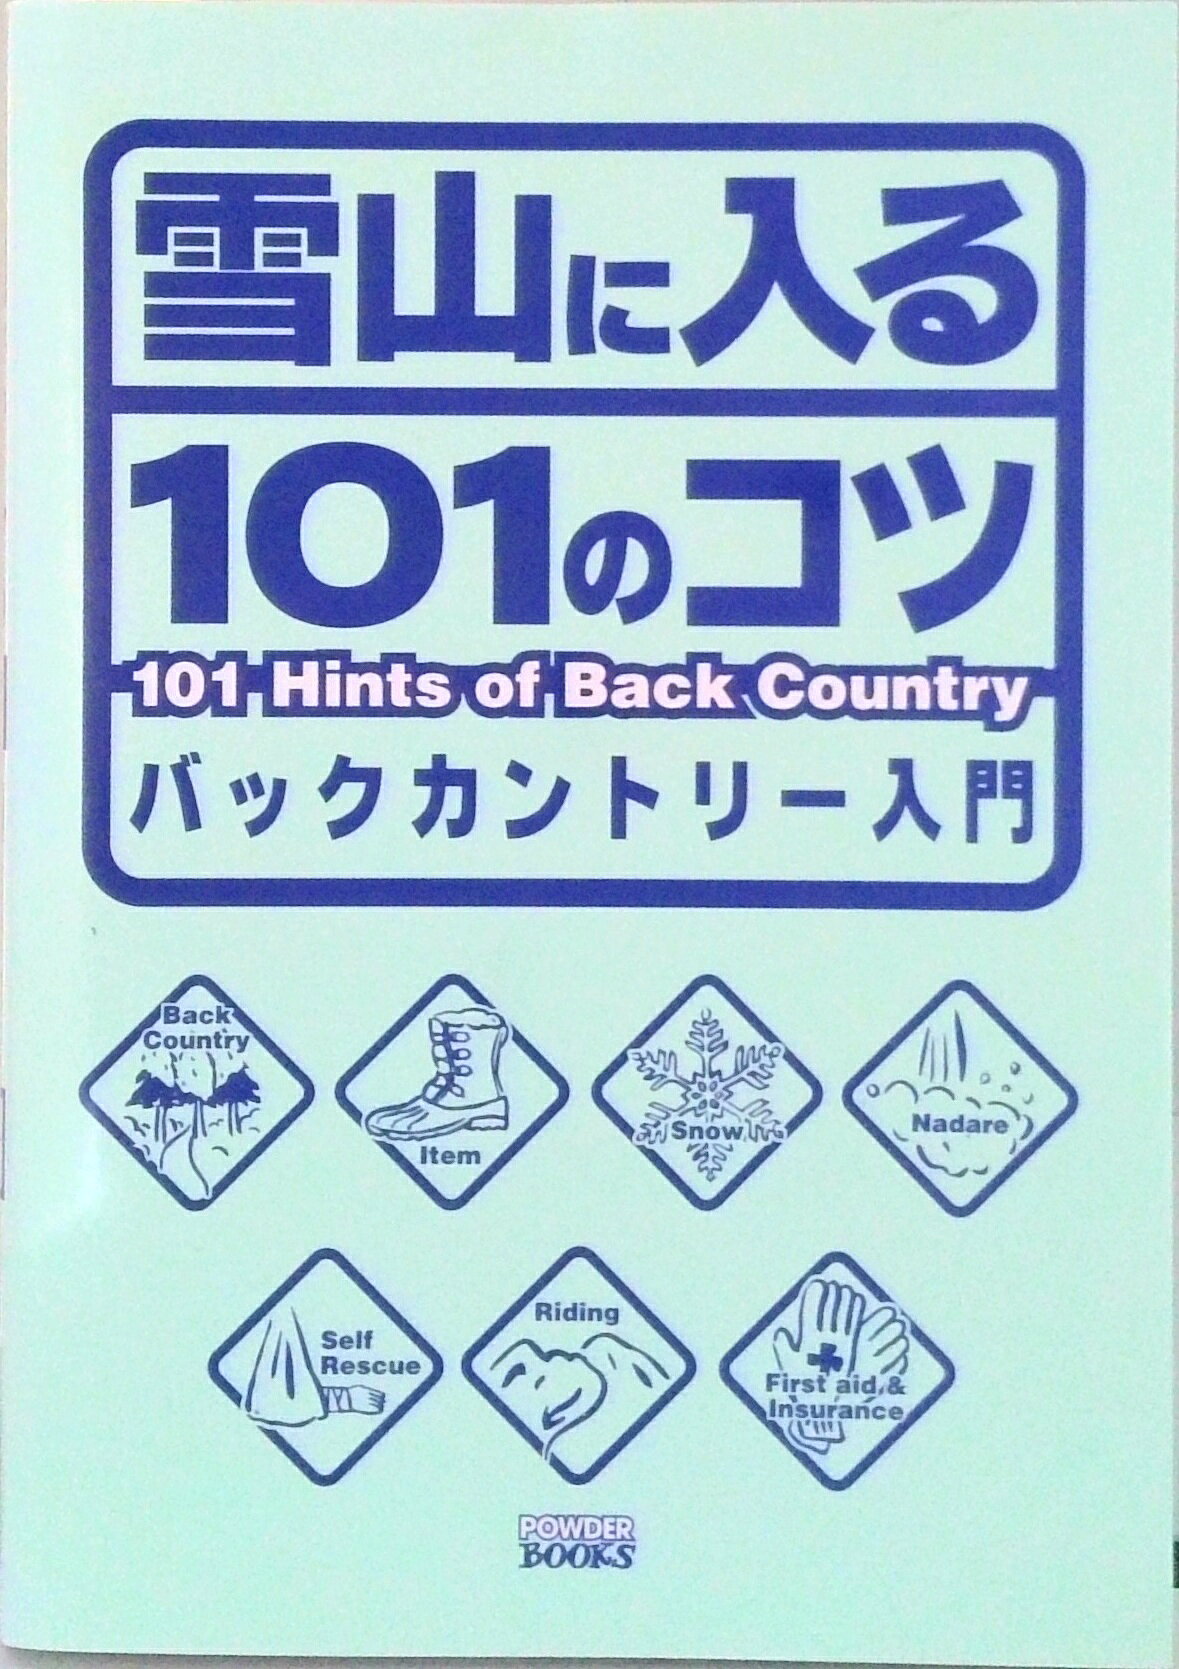 雪山に入る
101のコツ
101 Hints of Back Country
バックカントリー入門
Back
Country
Item
Snow
Nadare
Self
Rescue
Riding
First aid &
Insurance
POWDER
BOOKS